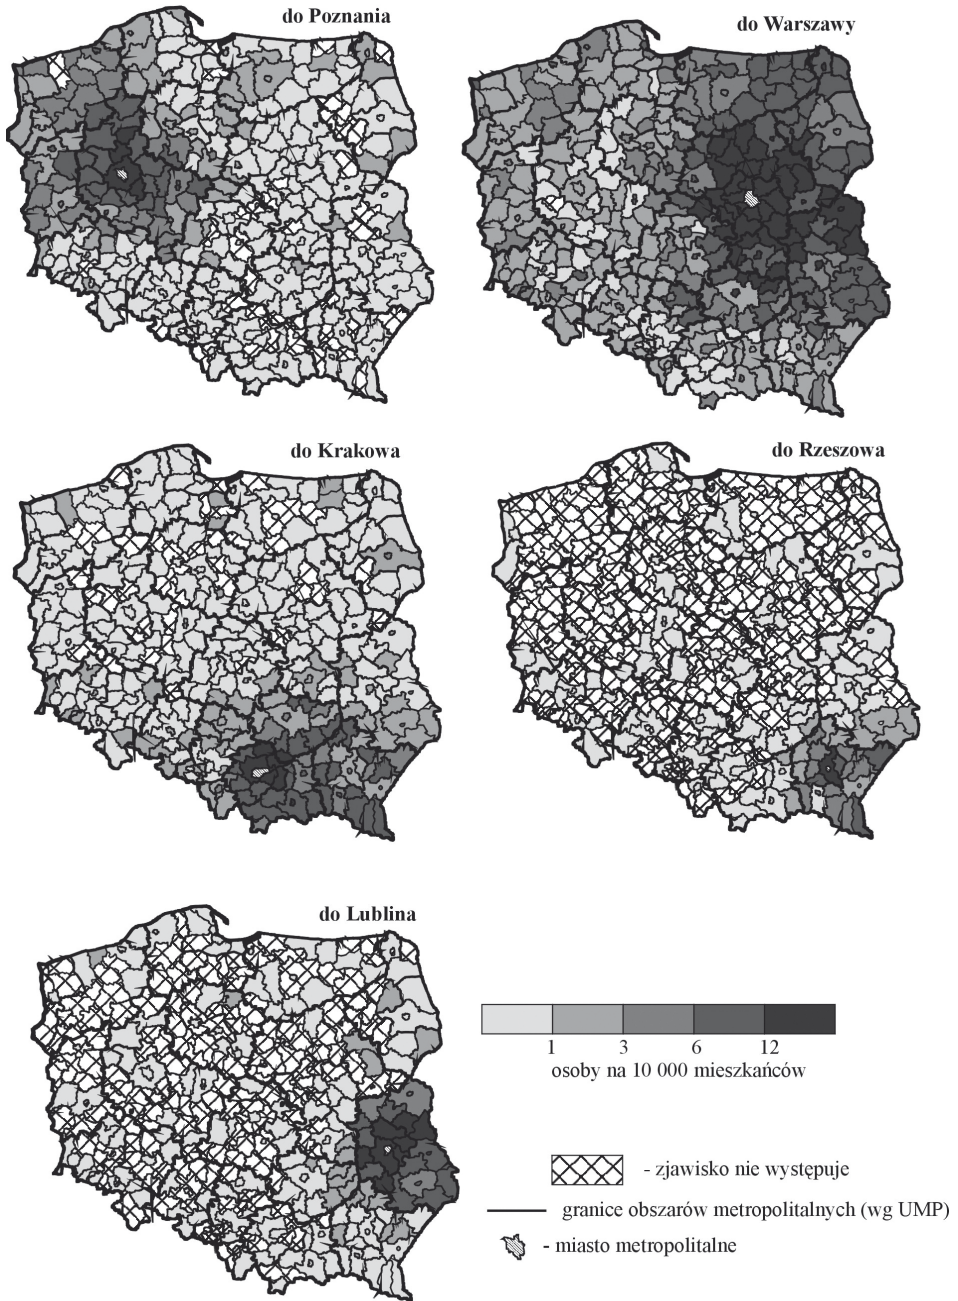 do Poznania
do Warszawy
do Krakowa
do Rzeszowa
do Lublina
1 3 6 12
osoby na 10 000 mieszkańców
- zjawisko nie występuje
granice obszarów metropolitalnych (wg UMP)
- miasto metropolitalne